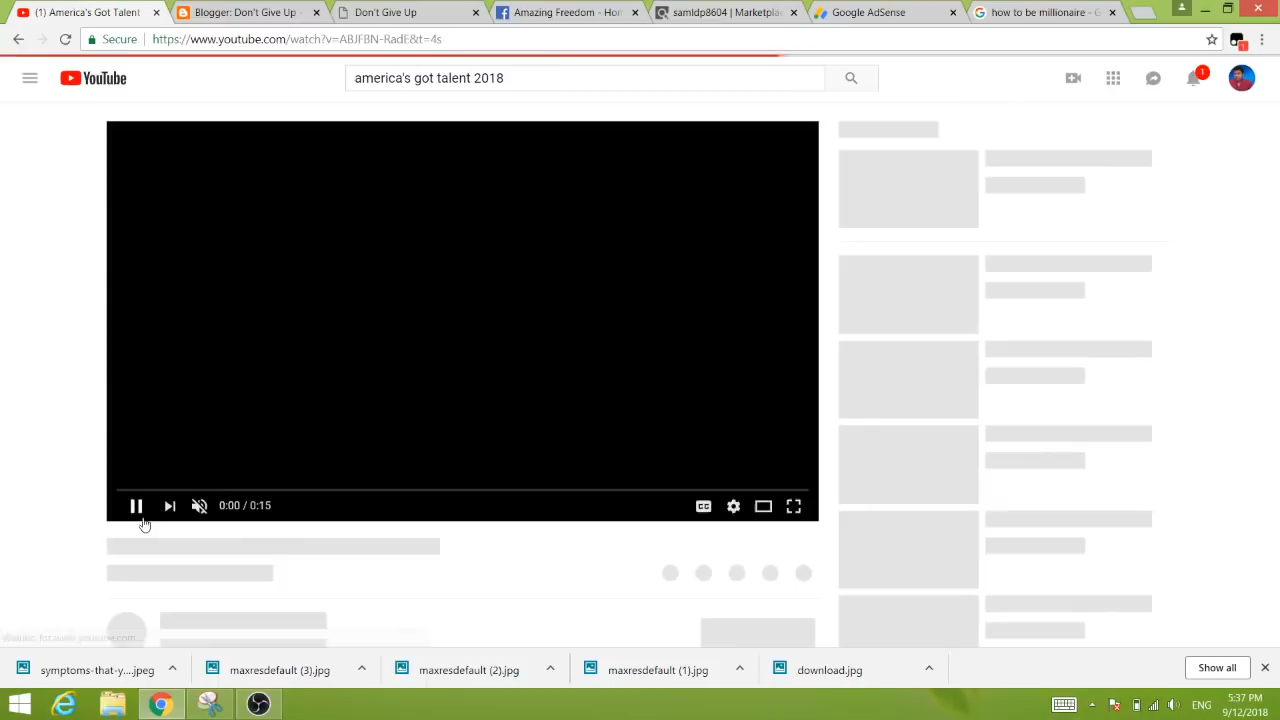 (1) America's Got Talent
Blogger: Don't Give Up -
Don't Give Up
Amazing Freedom - Hom
samldp8604 | Marketpla
Google AdSense
how to be millionaire - G
Secure
https://www.youtube.com/watch?v=ABJFBN-RadE&t=4s
1
YouTube
america's got talent 2018
1
CC
0:00 / 0:15
symptoms-that-y....jpeg
maxresdefault (3).jpg
maxresdefault (2).jpg
maxresdefault (1).jpg
download.jpg
Show all
ENG
5:37 PM
9/12/2018